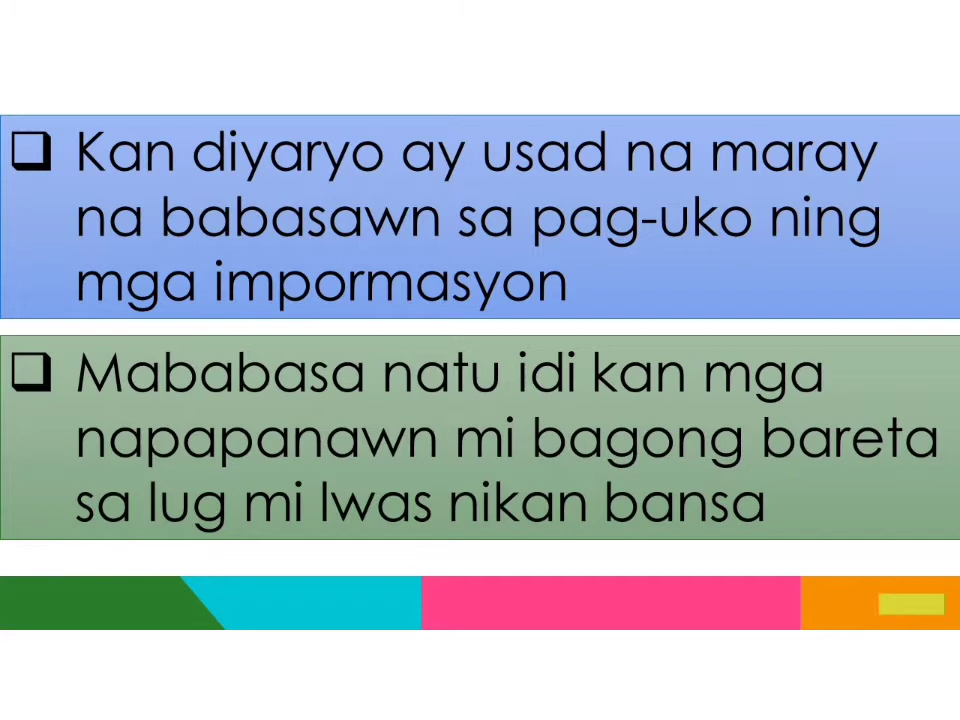 Kan diyaryo ay usad na maray
na babasawn sa pag-uko ning
mga impormasyon
Mababasa natu idi kan mga
napapanawn mi bagong bareta
sa lug mi lwas nikan bansa